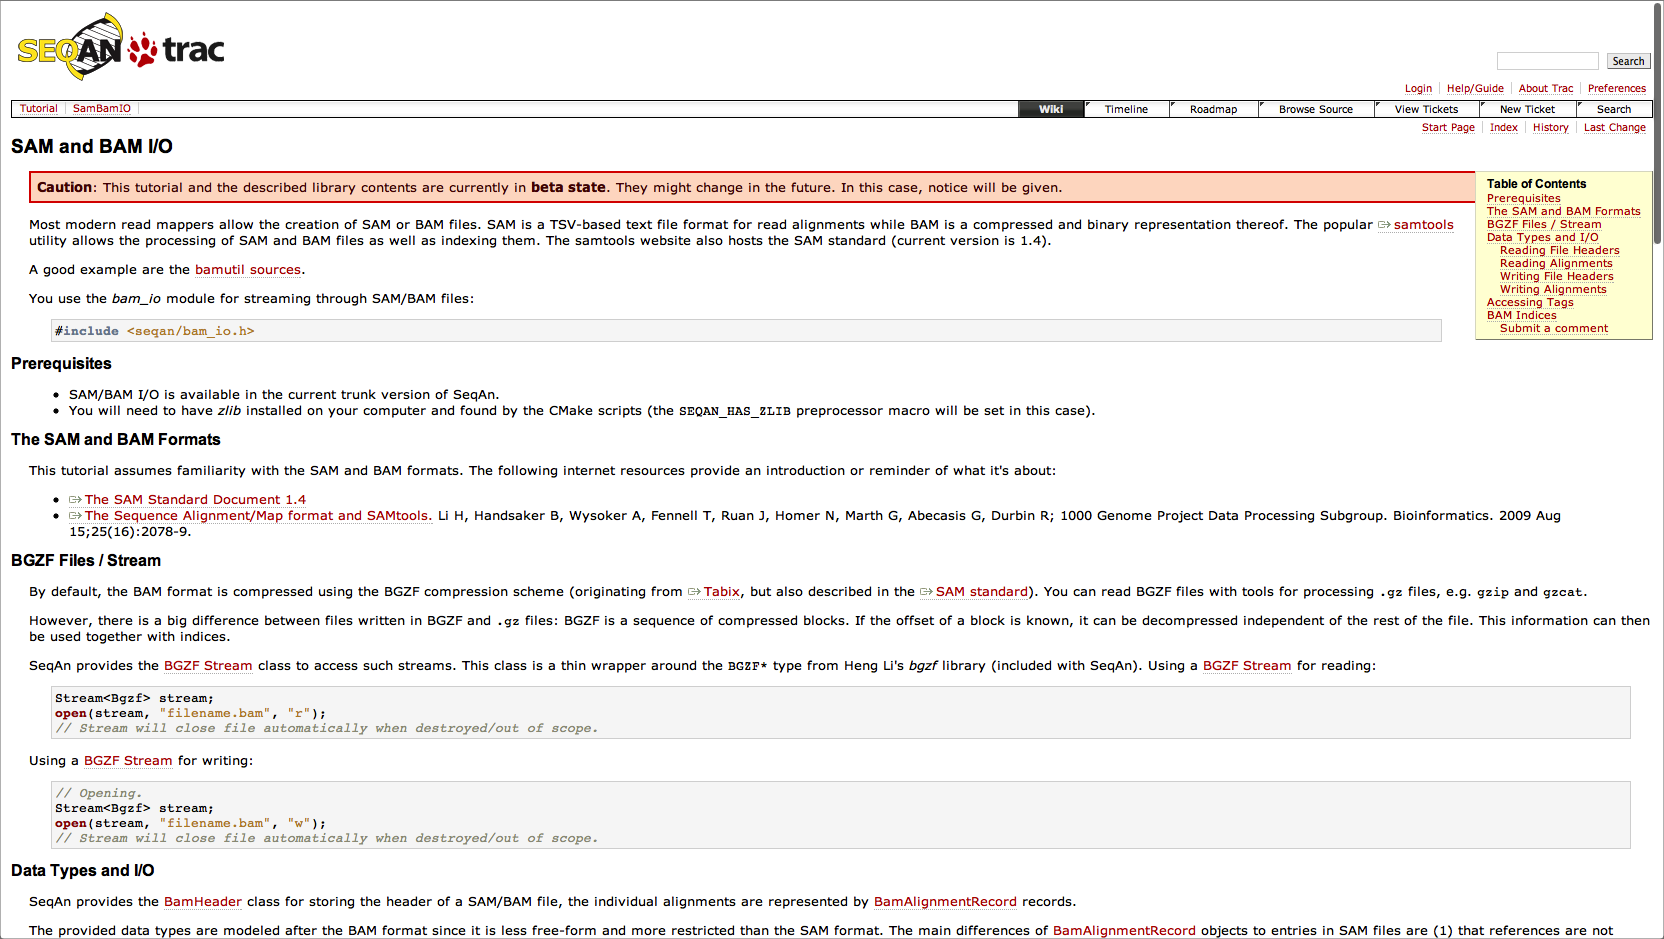 SEQAN trac
Search
Login Help/Guide About Trac Preferences
Tutorial SamBamIO Wiki Timeline Roadmap Browse Source View Tickets New Ticket Search
Start Page Index History Last Change
SAM and BAM I/O
Caution: This tutorial and the described library contents are currently in beta state. They might change in the future. In this case, notice will be given.
Table of Contents
Prerequisites
The SAM and BAM Formats
BGZF Files / Stream
Data Types and I/O
Reading File Headers
Reading Alignments
Writing File Headers
Writing Alignments
Accessing Tags
BAM Indices
Submit a comment
Most modern read mappers allow the creation of SAM or BAM files. SAM is a TSV-based text file format for read alignments while BAM is a compressed and binary representation thereof. The popular samtools
utility allows the processing of SAM and BAM files as well as indexing them. The samtools website also hosts the SAM standard (current version is 1.4).
A good example are the bamutil sources.
You use the bam_io module for streaming through SAM/BAM files:
#include <seqan/bam_io.h>
Prerequisites
• SAM/BAM I/O is available in the current trunk version of SeqAn.
• You will need to have zlib installed on your computer and found by the CMake scripts (the SEQAN_HAS_ZLIB preprocessor macro will be set in this case).
The SAM and BAM Formats
This tutorial assumes familiarity with the SAM and BAM formats. The following internet resources provide an introduction or reminder of what it's about:
• The SAM Standard Document 1.4
• The Sequence Alignment/Map format and SAMtools. Li H, Handsaker B, Wysoker A, Fennell T, Ruan J, Homer N, Marth G, Abecasis G, Durbin R; 1000 Genome Project Data Processing Subgroup. Bioinformatics. 2009 Aug
15;25(16):2078-9.
BGZF Files / Stream
By default, the BAM format is compressed using the BGZF compression scheme (originating from Tabix, but also described in the SAM standard). You can read BGZF files with tools for processing .gz files, e.g. gzip and gzcat.
However, there is a big difference between files written in BGZF and .gz files: BGZF is a sequence of compressed blocks. If the offset of a block is known, it can be decompressed independent of the rest of the file. This information can then
be used together with indices.
SeqAn provides the BGZF Stream class to access such streams. This class is a thin wrapper around the BGZF* type from Heng Li's bgzf library (included with SeqAn). Using a BGZF Stream for reading:
Stream<Bgzf> stream;
open(stream, "filename.bam", "r");
// Stream will close file automatically when destroyed/out of scope.
Using a BGZF Stream for writing:
// Opening.
Stream<Bgzf> stream;
open(stream, "filename.bam", "w");
// Stream will close file automatically when destroyed/out of scope.
Data Types and I/O
SeqAn provides the BamHeader class for storing the header of a SAM/BAM file, the individual alignments are represented by BamAlignmentRecord records.
The provided data types are modeled after the BAM format since it is less free-form and more restricted than the SAM format. The main differences of BamAlignmentRecord objects to entries in SAM files are (1) that references are not